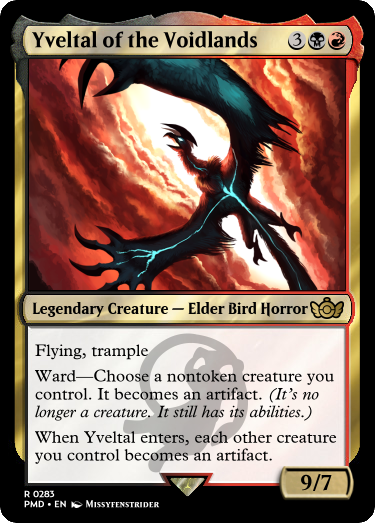 Yveltal of the Voidlands 3
Legendary Creature — Elder Bird Horror
Flying, trample
Ward—Choose a nontoken creature you
control. It becomes an artifact. (It's no
longer a creature. It still has its abilities.)
When Yveltal enters, each other creature
you control becomes an artifact.
9/7
R 0283
PMD • EN Missyfenstrider